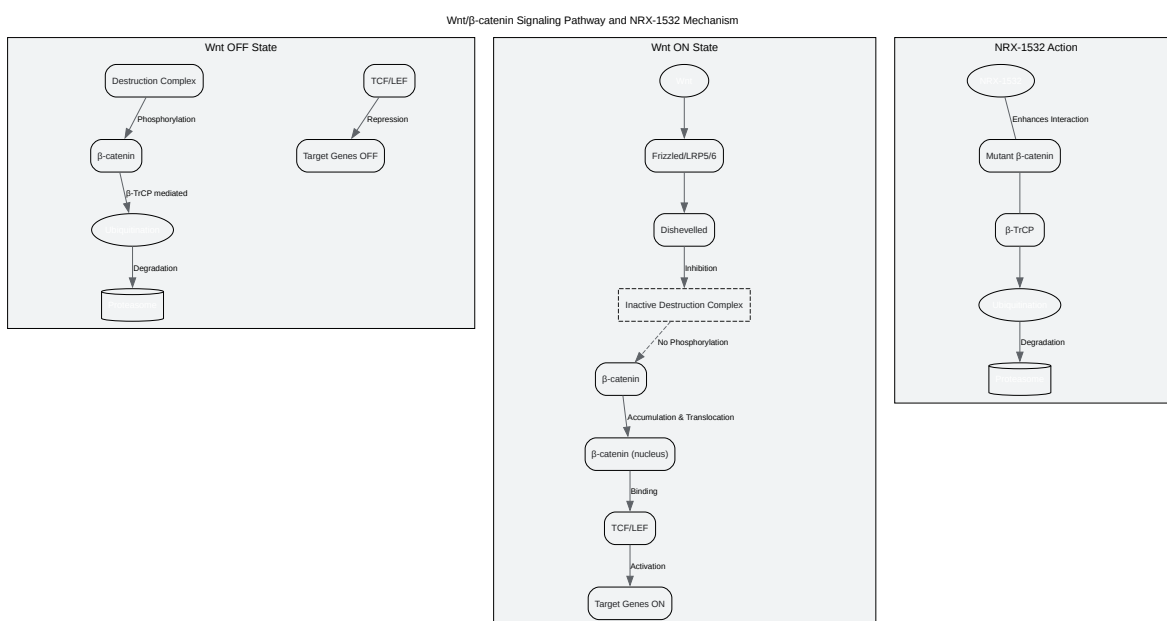 Wnt/β-catenin Signaling Pathway and NRX-1532 Mechanism
Wnt OFF State
Destruction Complex
Phosphorylation
β-catenin
β-TrCP mediated
Degradation
TCF/LEF
Repression
Target Genes OFF
Wnt ON State
Frizzled/LRP5/6
Dishevelled
Inhibition
Inactive Destruction Complex
No Phosphorylation
β-catenin
Accumulation & Translocation
β-catenin (nucleus)
Binding
TCF/LEF
Activation
Target Genes ON
NRX-1532 Action
NRX-1532
Enhances Interaction
Mutant β-catenin
β-TrCP
Degradation